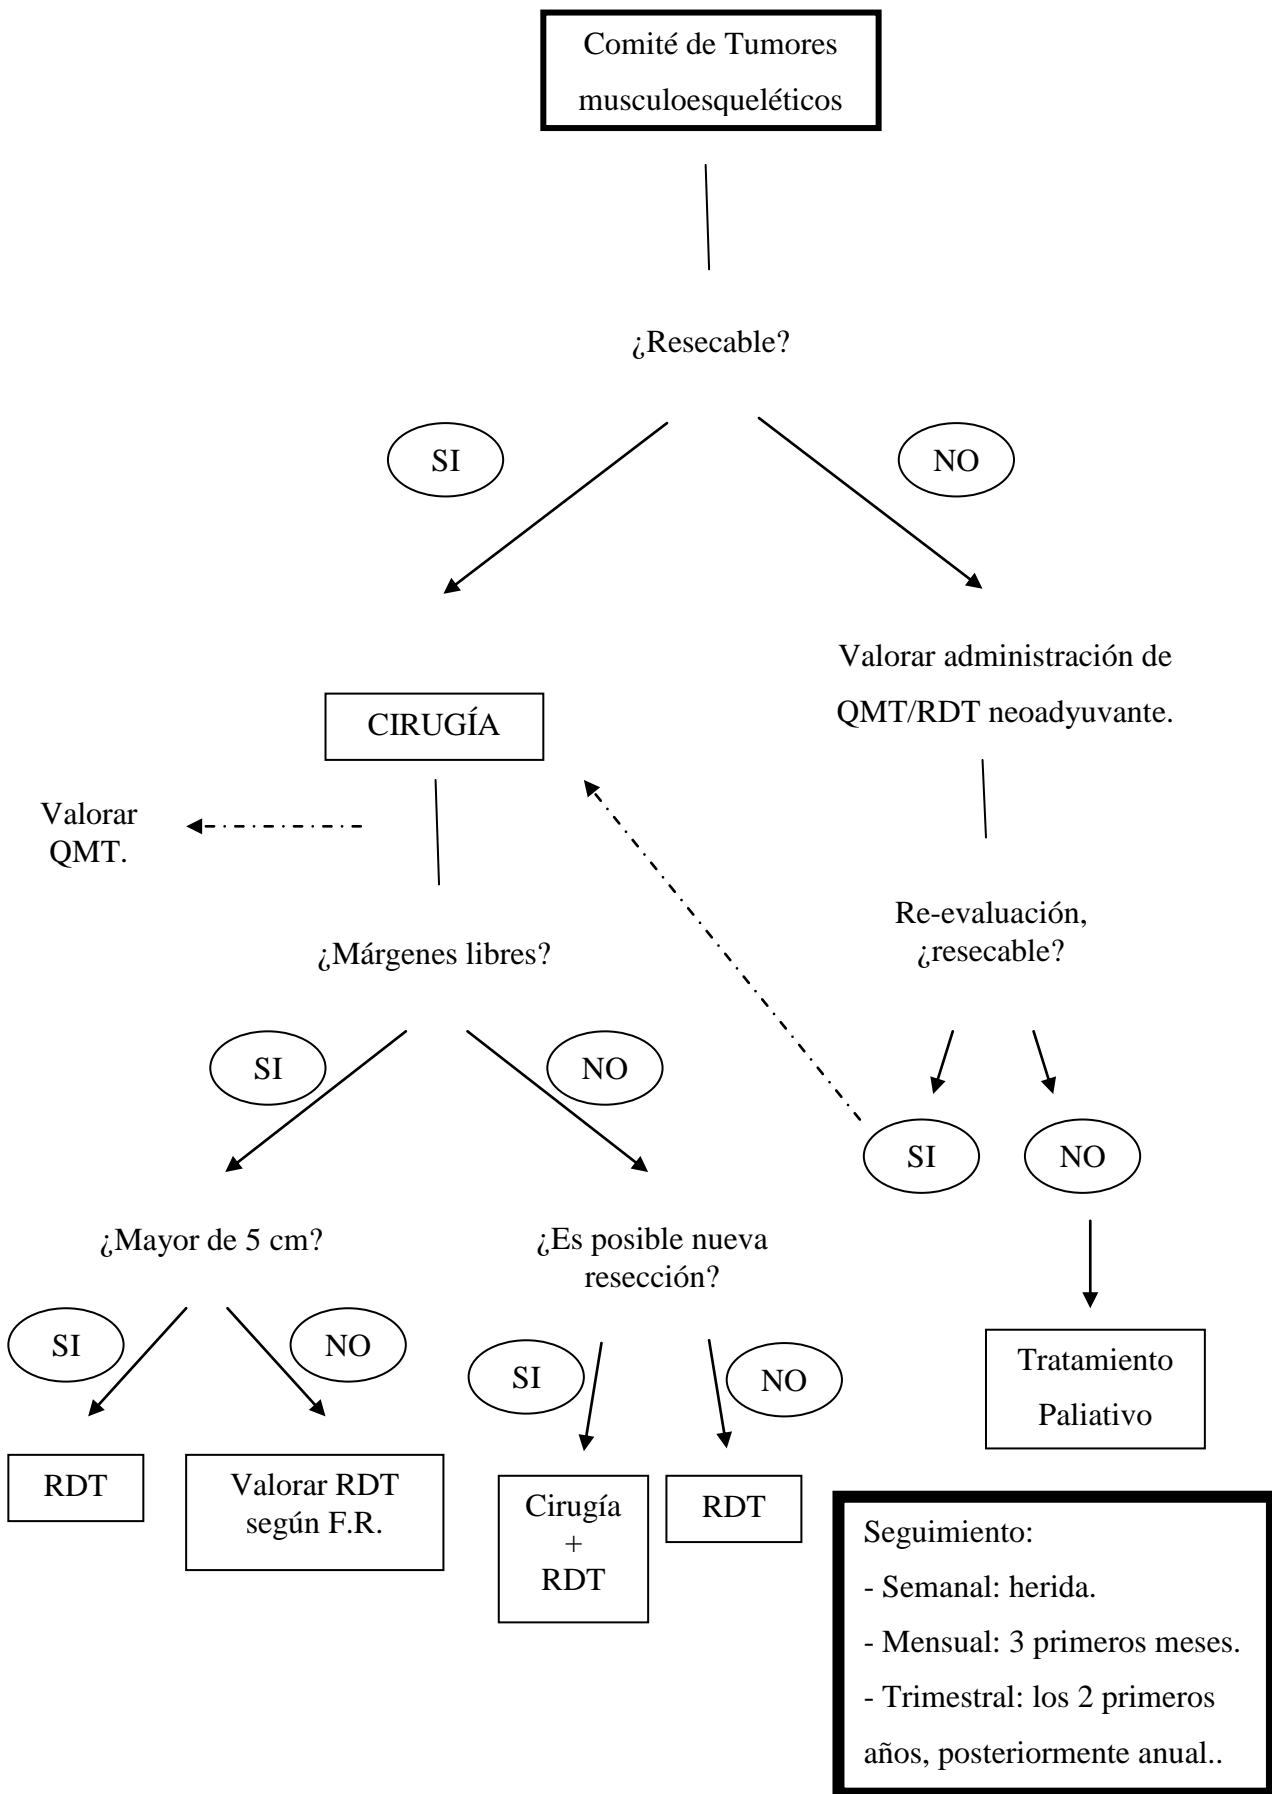 Comité de Tumores
musculoesqueléticos
¿Resecable?
SI
NO
Valorar administración de
QMT/RDT neoadyuvante.
CIRUGÍA
Valorar
QMT.
Re-evaluación,
¿resecable?
¿Márgenes libres?
SI
NO
SI
NO
¿Mayor de 5 cm?
¿Es posible nueva
resección?
SI
NO
SI
NO
Tratamiento
Paliativo
RDT
Valorar RDT
según F.R.
Cirugía
+
RDT
RDT
Seguimiento:
- Semanal: herida.
- Mensual: 3 primeros meses.
- Trimestral: los 2 primeros
años, posteriormente anual..